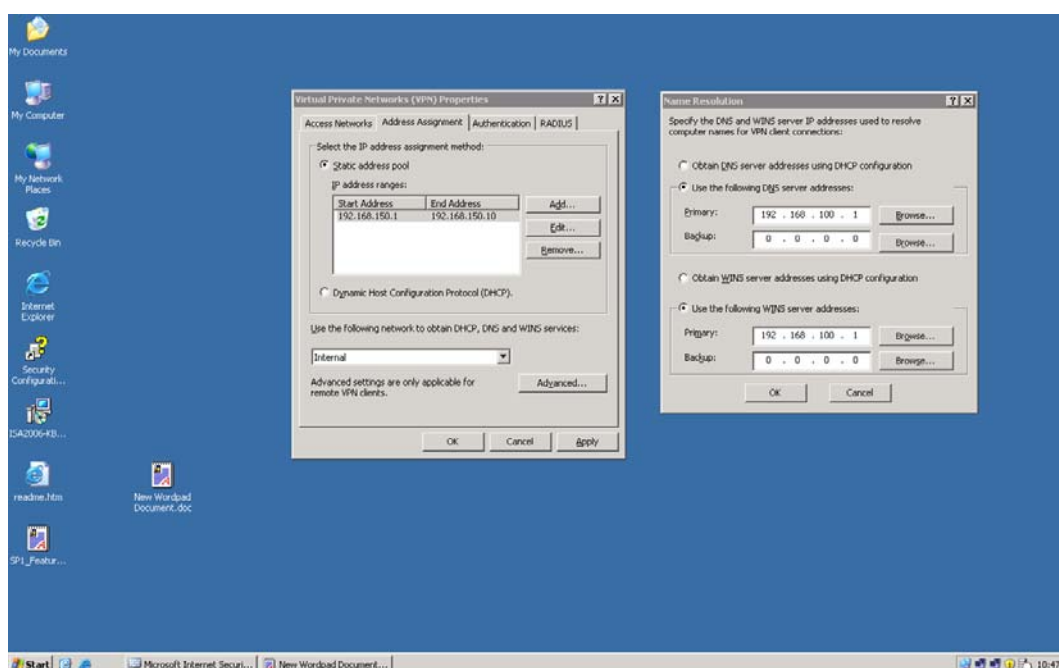 My Documents
My Computer
My Network
Places
Recycle Bin
Internet
Explorer
Security
Configurati...
ISA2006-KB...
readme.htm
SP1_Featur...
New Wordpad
Document.doc
Virtual Private Networks (VPN) Properties
Access Networks Address Assignment Authentication RADIUS
Select the IP address assignment method:
Static address pool
IP address ranges:
Start Address End Address
192.168.150.1 192.168.150.10
Add...
Edit...
Remove...
Dynamic Host Configuration Protocol (DHCP).
Use the following network to obtain DHCP, DNS and WINS services:
Internal
Advanced settings are only applicable for
remote VPN clients.
Advanced...
OK Cancel Apply
Name Resolution
Specify the DNS and WINS server IP addresses used to resolve
computer names for VPN client connections:
Obtain DNS server addresses using DHCP configuration
Use the following DNS server addresses:
Primary: 192 . 168 . 100 . 1 Browse...
Backup: 0 . 0 . 0 . 0 Browse...
Obtain WINS server addresses using DHCP configuration
Use the following WINS server addresses:
Primary: 192 . 168 . 100 . 1 Browse...
Backup: 0 . 0 . 0 . 0 Browse...
OK Cancel
Start Microsoft Internet Securi... New Wordpad Document...